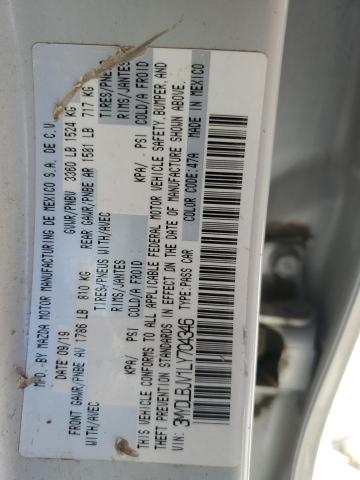 MFD.-BY MAZDA MOTOR MANUFACTURING DE MEXICO S.A. DE C.V.
DATE 09/19 GVWR/PNBV 3360 LB 1524 KG
FRONT GAWR/PNBE AV 1786 LB 810 KG REAR GAWR/PNBE AR 1581 LB 717 KG
WITH/AVEC TIRES/PNEUS WITH/AVEC TIRES/PNE
RIMS/JANTES RIMS/JANTES
KPA/ PSI COLD/A FROID KPA/ PSI COLD/A FROID
THIS VEHICLE CONFORMS TO ALL APPLICABLE FEDERAL MOTOR VEHICLE SAFETY, BUMPER, AND
THEFT PREVENTION STANDARDS IN EFFECT ON THE DATE OF MANUFACTURE SHOWN ABOVE.
VIN: 3MYDLBJV1LY704346 COLOR CODE:47A MADE IN MEXICO
TYPE:PASS CAR